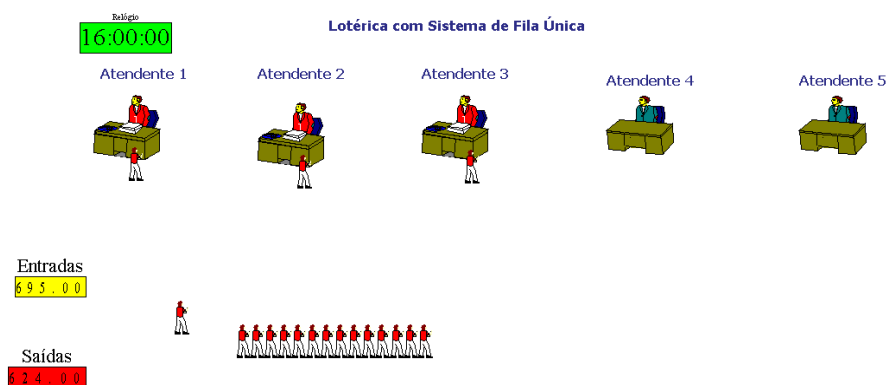 Relógio
16:00:00
Lotérica com Sistema de Fila Única
Atendente 1
Atendente 2
Atendente 3
Atendente 4
Atendente 5
Entradas
695.00
Saídas
624.00